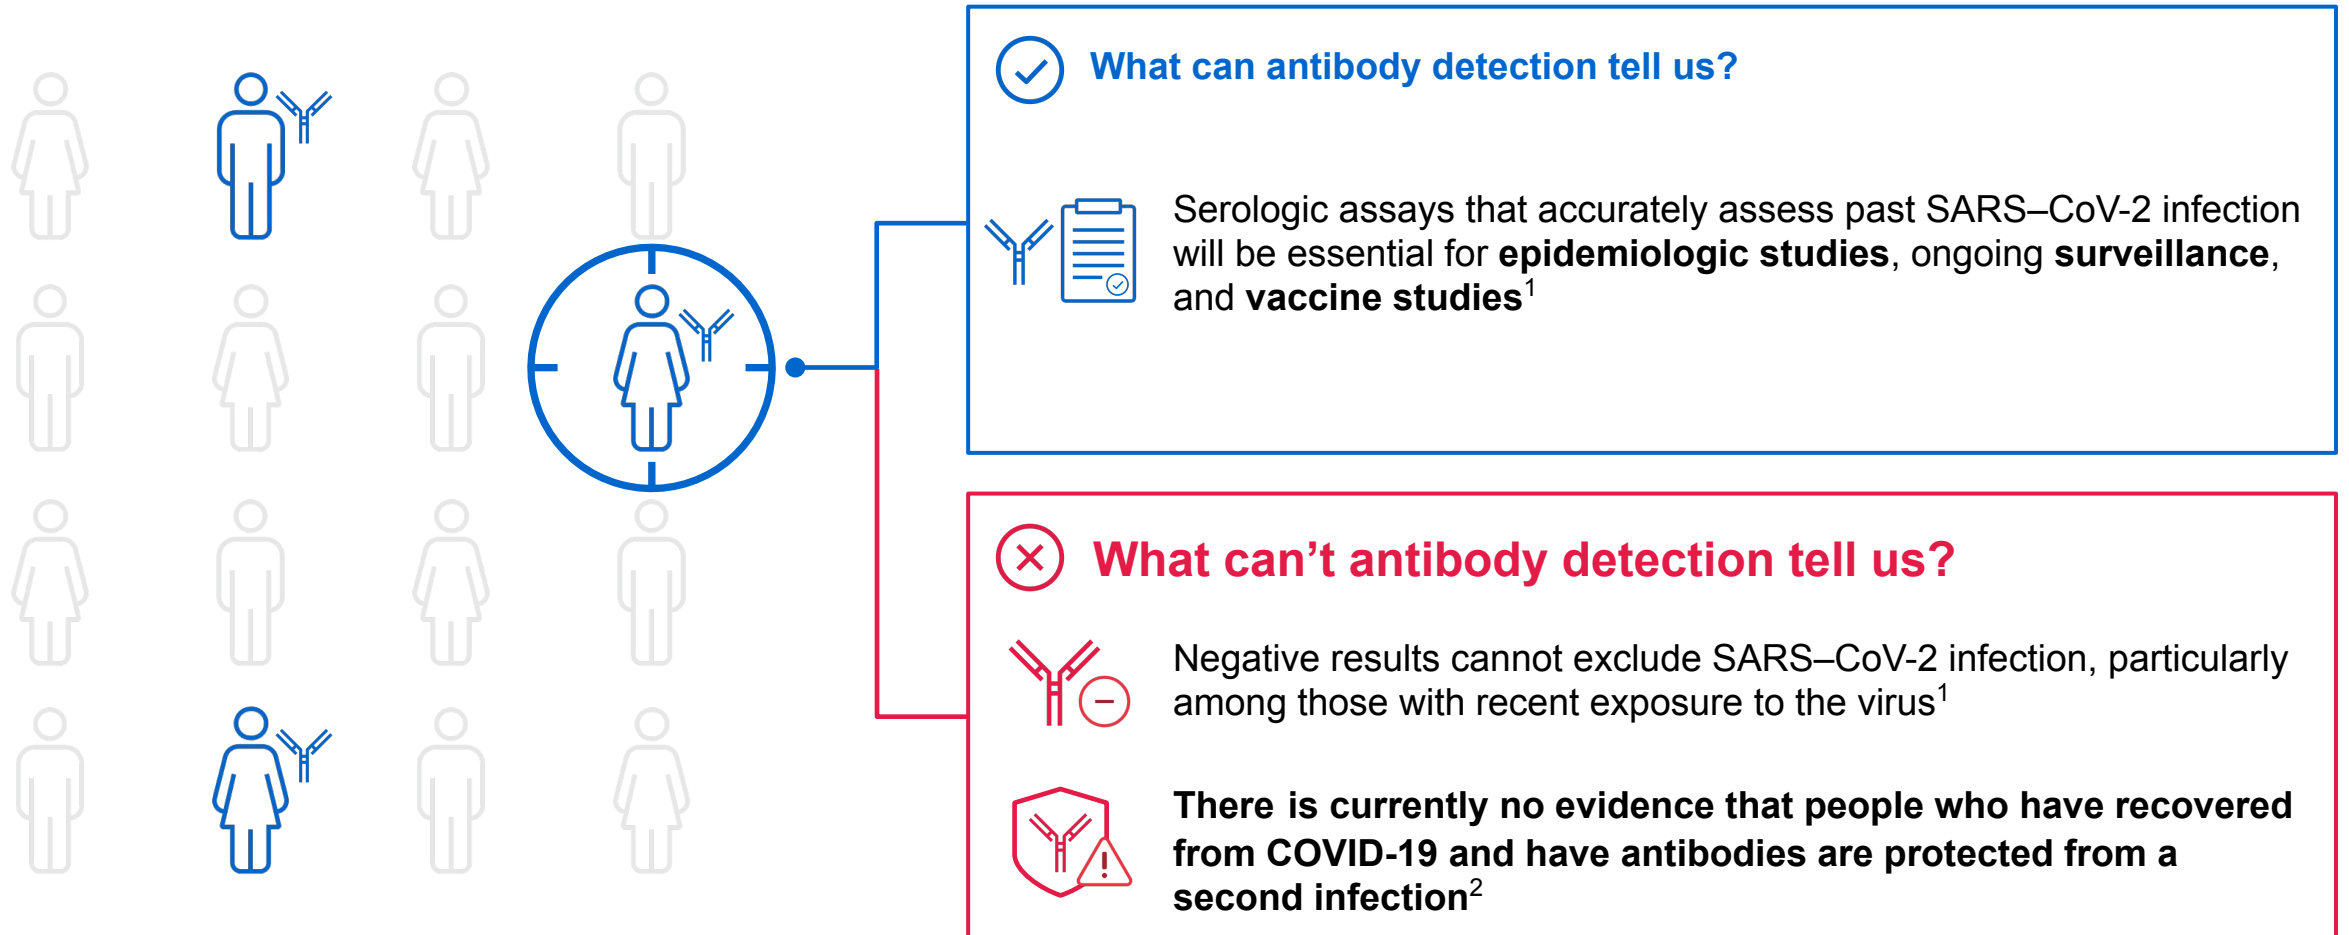 What can antibody detection tell us?
Serologic assays that accurately assess past SARS–CoV-2 infection
will be essential for epidemiologic studies, ongoing surveillance,
and vaccine studies1
What can’t antibody detection tell us?
Negative results cannot exclude SARS–CoV-2 infection, particularly
among those with recent exposure to the virus1
There is currently no evidence that people who have recovered
from COVID-19 and have antibodies are protected from a
second infection2